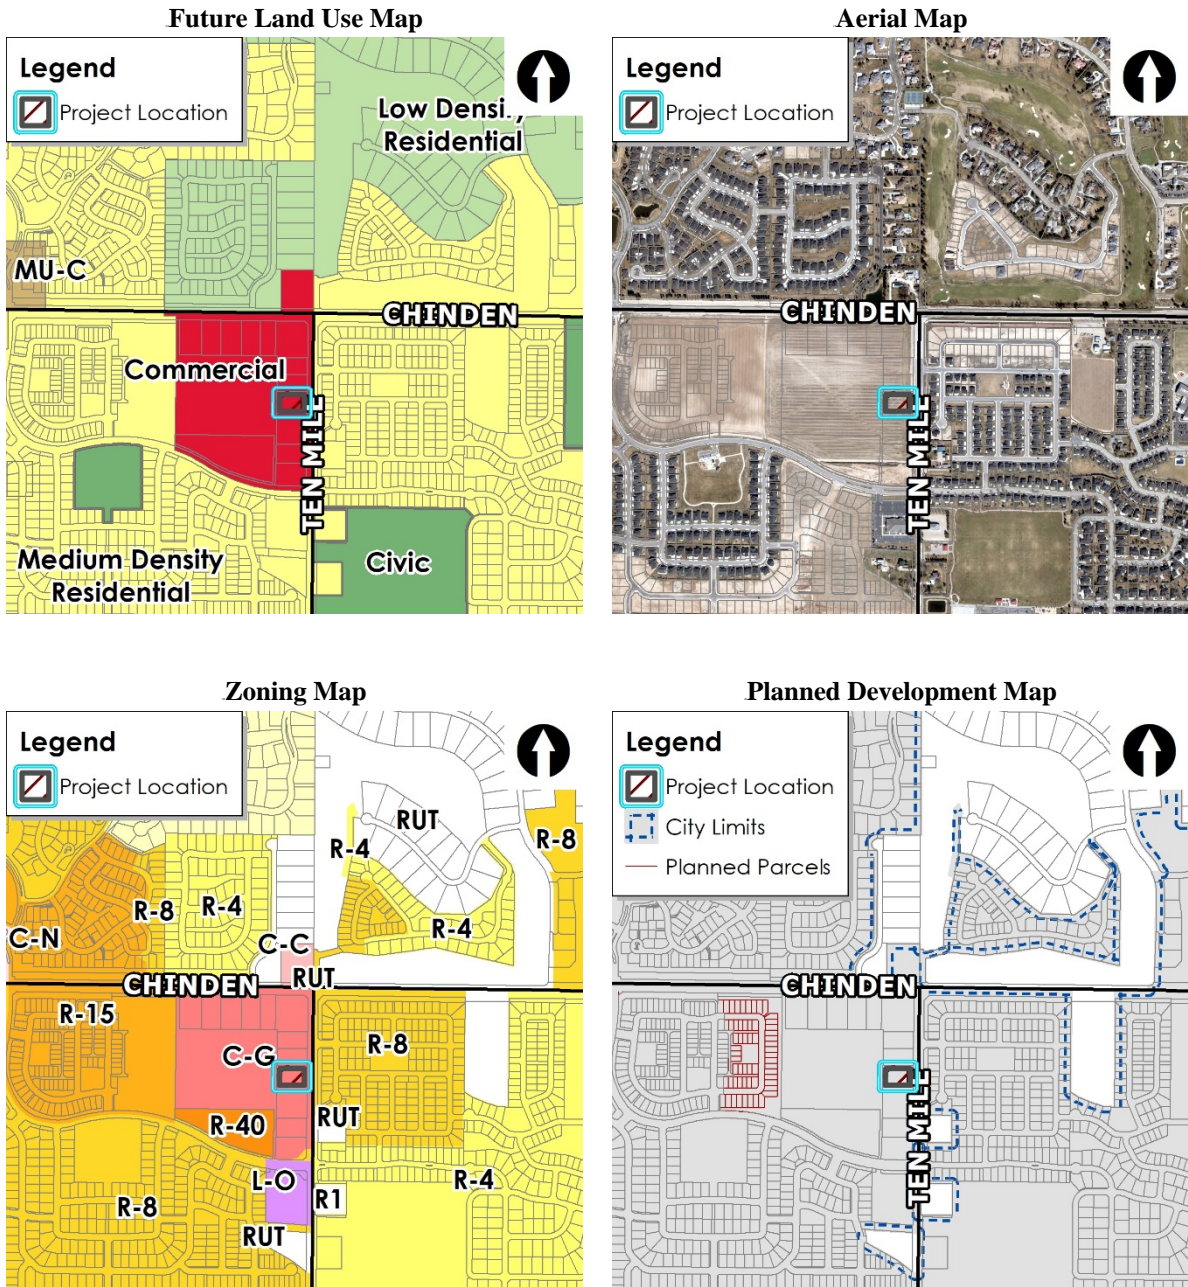 Future Land Use Map
Legend
Project Location
Low Density
Residential
MU-C
CHINDEN
Commercial
TEN MILE
Medium Density
Residential
Civic
Aerial Map
Legend
Project Location
CHINDEN
TEN MILE
Zoning Map
Legend
Project Location
RUT
R-4
R-8
R-8
R-4
R-4
C-N
C-C
RUT
CHINDEN
R-15
R-8
C-G
RUT
R-40
L-O
R-4
R-8
R1
RUT
Planned Development Map
Legend
Project Location
City Limits
Planned Parcels
CHINDEN
TEN MILE